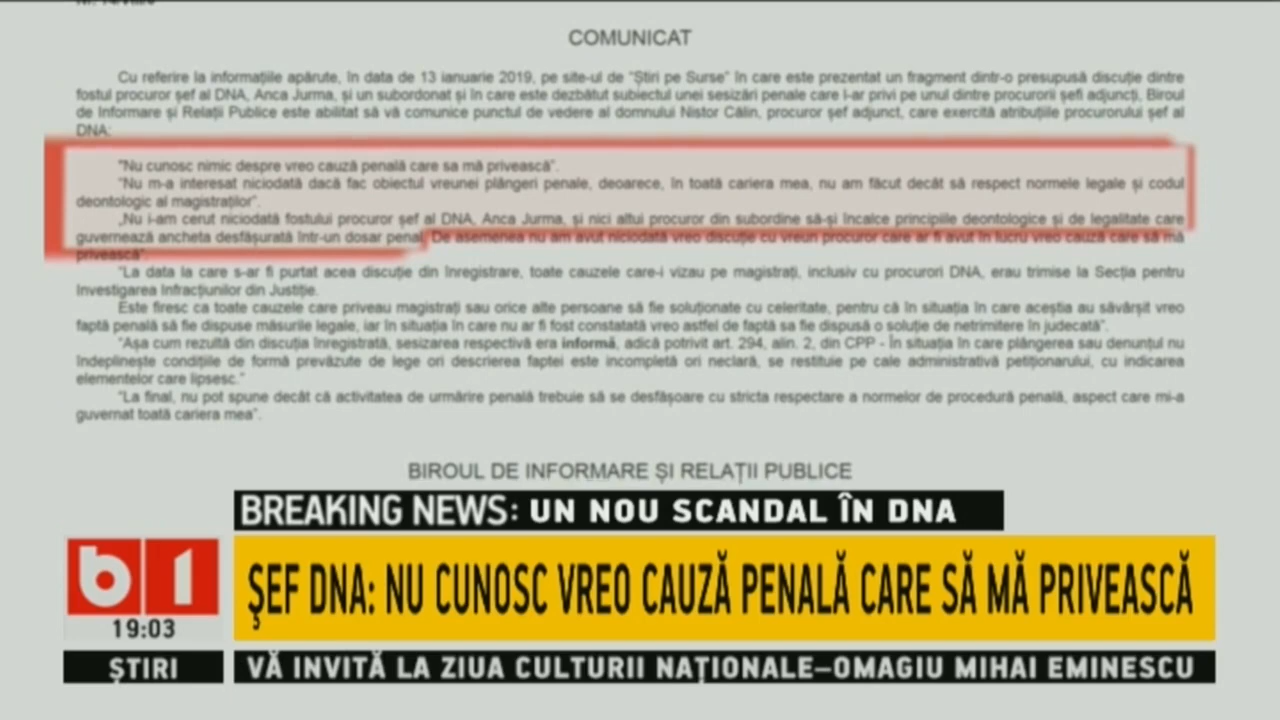 COMUNICAT
Cu referire la informațiile apărute, în data de 13 ianuarie 2019, pe site-ul de "Știri pe Surse" în care este prezentat un fragment dintr-o presupusă discuție dintre
fostul procuror șef al DNA, Anca Jurma, și un subordonat și în care este dezbătut subiectul unei sesizări penale care l-ar privi pe unul dintre procurorii șefi adjuncți, Biroul
de Informare și Relații Publice este abilitat să vă comunice punctul de vedere al domnului Nistor Călin, procuror șef adjunct, care exercită atribuțiile procurorului șef al
DNA:
"Nu cunosc nimic despre vreo cauză penală care sa mă privească".
"Nu m-a interesat niciodată dacă fac obiectul vreunei plângeri penale, deoarece, în toată cariera mea, nu am făcut decât să respect normele legale și codul
deontologic al magistraților".
„Nu i-am cerut niciodată fostului procuror șef al DNA, Anca Jurma, și nici altui procuror din subordine să-și încalce principiile deontologice și de legalitate care
guvernează ancheta desfășurată într-un dosar penal. De asemenea nu am avut niciodată vreo discuție cu vreun procuror care ar fi avut în lucru vreo cauză care să mă
privească".
"La data la care s-ar fi purtat acea discuție din înregistrare, toate cauzele care-i vizau pe magistrați, inclusiv cu procurori DNA, erau trimise la Secția pentru
Investigarea Infracțiunilor din Justiție.
Este firesc ca toate cauzele care priveau magistrați sau orice alte persoane să fie soluționate cu celeritate, pentru că în situația în care aceștia au săvârșit vreo
faptă penală să fie dispuse măsurile legale, iar în situația în care nu ar fi fost constatată vreo astfel de faptă sa fie dispusă o soluție de netrimitere în judecată".
"Așa cum rezultă din discuția înregistrată, sesizarea respectivă era informă, adică potrivit art. 294, alin. 2, din CPP - În situația în care plângerea sau denunțul nu
îndeplinește condițiile de formă prevăzute de lege ori descrierea faptei este incompletă ori neclară, se restituie pe cale administrativă petiționarului, cu indicarea
elementelor care lipsesc."
"La final, nu pot spune decât că activitatea de urmărire penală trebuie să se desfășoare cu stricta respectare a normelor de procedură penală, aspect care mi-a
guvernat toată cariera mea".
BIROUL DE INFORMARE ȘI RELAȚII PUBLICE
BREAKING NEWS: UN NOU SCANDAL ÎN DNA
b1
ȘEF DNA: NU CUNOSC VREO CAUZĂ PENALĂ CARE SĂ MĂ PRIVEASCĂ
19:03
ȘTIRI
VĂ INVITĂ LA ZIUA CULTURII NAȚIONALE–OMAGIU MIHAI EMINESCU